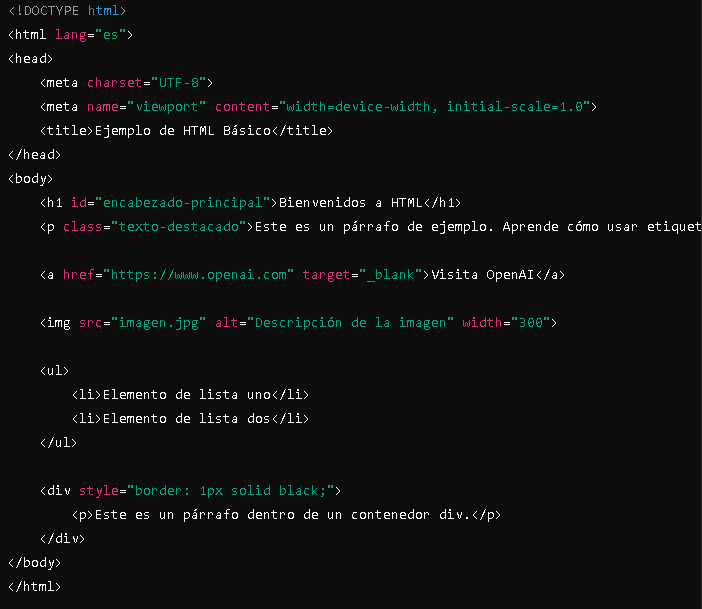 <!DOCTYPE html>
<html lang="es">
<head>
    <meta charset="UTF-8">
    <meta name="viewport" content="width=device-width, initial-scale=1.0">
    <title>Ejemplo de HTML Básico</title>
</head>
<body>
    <h1 id="encabezado-principal">Bienvenidos a HTML</h1>
    <p class="texto-destacado">Este es un párrafo de ejemplo. Aprende cómo usar etiquet
    <a href="https://www.openai.com" target="_blank">Visita OpenAI</a>
    <img src="imagen.jpg" alt="Descripción de la imagen" width="300">
    <ul>
        <li>Elemento de lista uno</li>
        <li>Elemento de lista dos</li>
    </ul>
    <div style="border: 1px solid black;">
        <p>Este es un párrafo dentro de un contenedor div.</p>
    </div>
</body>
</html>